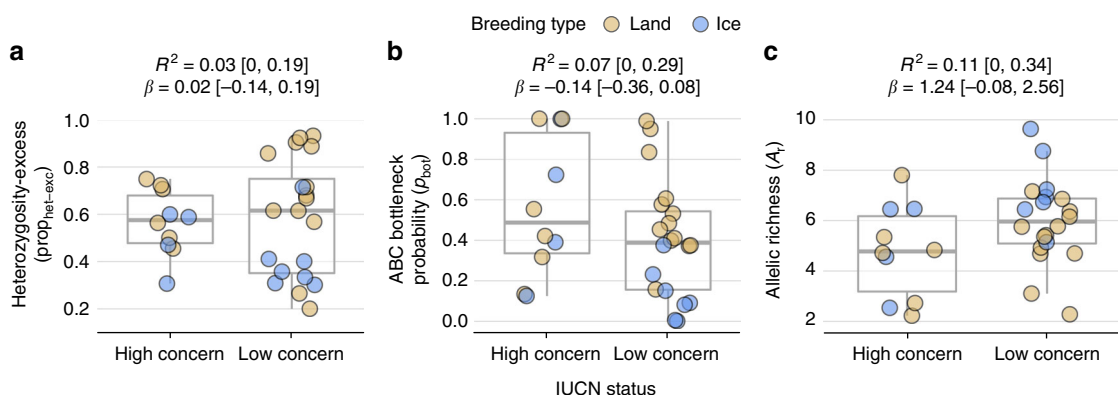 Breeding type Land Ice
a
R² = 0.03 [0, 0.19]
β = 0.02 [−0.14, 0.19]
Heterozygosity-excess
(prop_het−exc)
1.0
0.8
0.6
0.4
0.2
High concern Low concern
b
R² = 0.07 [0, 0.29]
β = −0.14 [−0.36, 0.08]
ABC bottleneck
probability (p_bot)
1.0
0.8
0.6
0.4
0.2
0.0
High concern Low concern
IUCN status
c
R² = 0.11 [0, 0.34]
β = 1.24 [−0.08, 2.56]
Allelic richness (A_r)
10
8
6
4
2
High concern Low concern